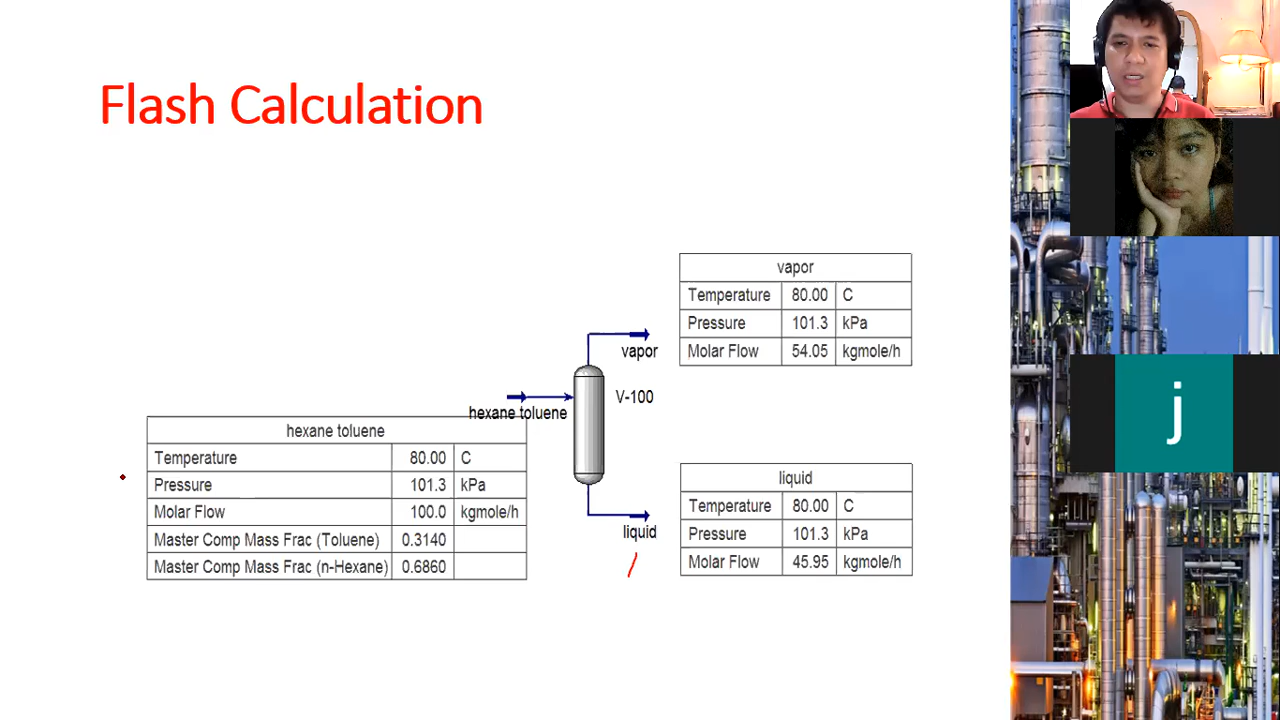 Flash Calculation
vapor
Temperature 80.00 C
Pressure 101.3 kPa
Molar Flow 54.05 kgmole/h
vapor
V-100
hexane toluene
hexane toluene
Temperature 80.00 C
Pressure 101.3 kPa
Molar Flow 100.0 kgmole/h
Master Comp Mass Frac (Toluene) 0.3140
Master Comp Mass Frac (n-Hexane) 0.6860
liquid
liquid
Temperature 80.00 C
Pressure 101.3 kPa
Molar Flow 45.95 kgmole/h
j